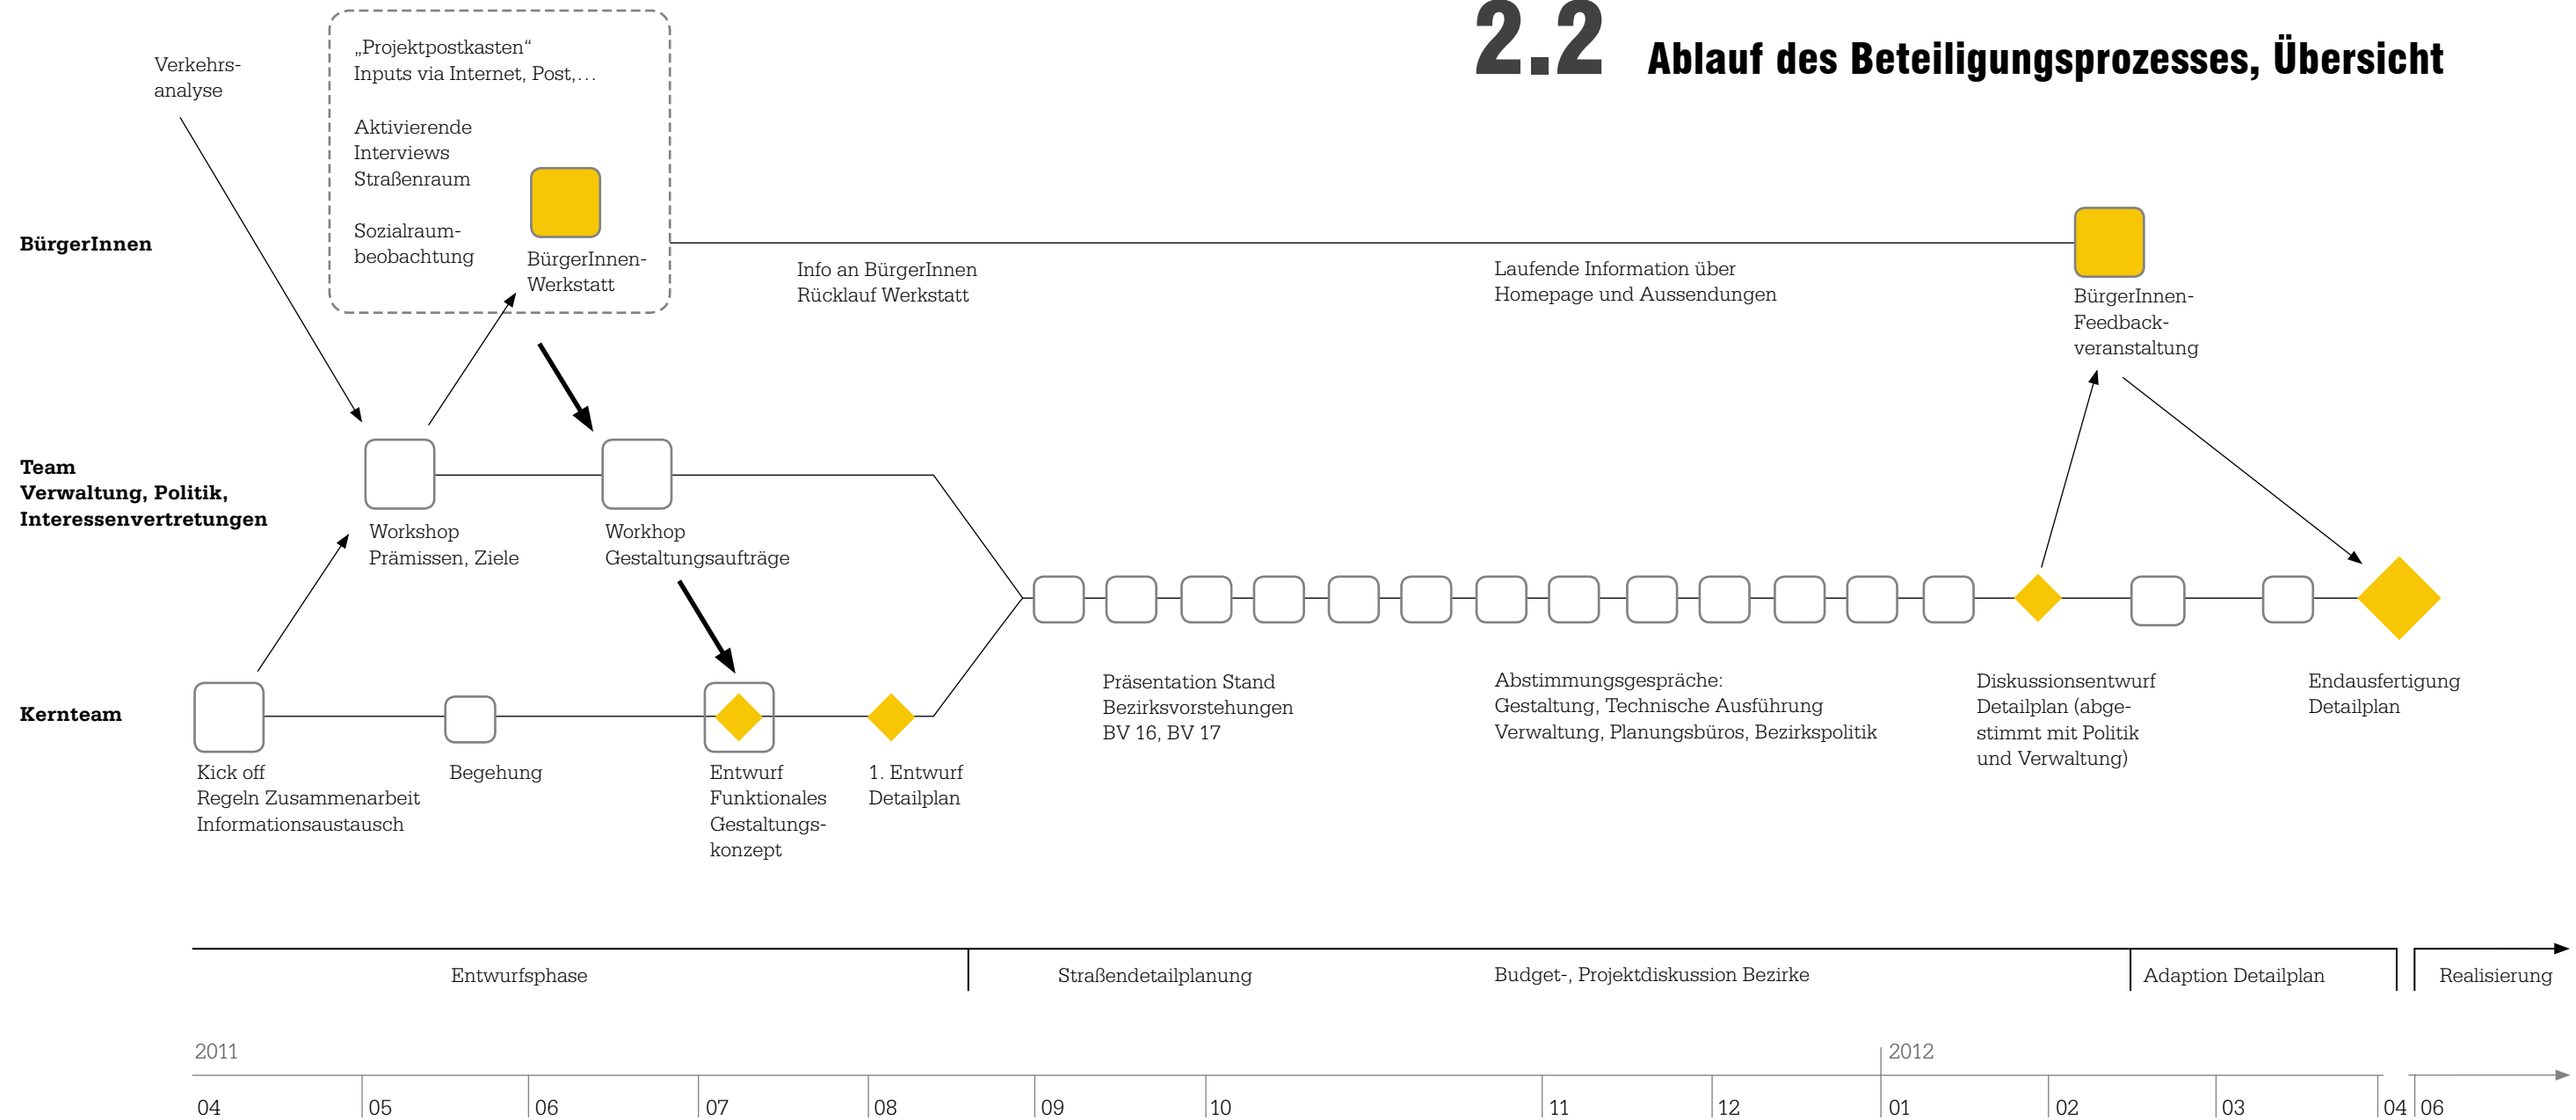 2.2 Ablauf des Beteiligungsprozesses, Übersicht
Verkehrs-
analyse
„Projektpostkasten“
Inputs via Internet, Post,…
Aktivierende
Interviews
Straßenraum
Sozialraum-
beobachtung
BürgerInnen-
Werkstatt
BürgerInnen
Info an BürgerInnen
Rücklauf Werkstatt
Laufende Information über
Homepage und Aussendungen
BürgerInnen-
Feedback-
veranstaltung
Team
Verwaltung, Politik,
Interessenvertretungen
Workshop
Prämissen, Ziele
Workhop
Gestaltungsaufträge
Kernteam
Kick off
Regeln Zusammenarbeit
Informationsaustausch
Begehung
Entwurf
Funktionales
Gestaltungs-
konzept
1. Entwurf
Detailplan
Präsentation Stand
Bezirksvorstehungen
BV 16, BV 17
Abstimmungsgespräche:
Gestaltung, Technische Ausführung
Verwaltung, Planungsbüros, Bezirkspolitik
Diskussionsentwurf
Detailplan (abge-
stimmt mit Politik
und Verwaltung)
Endausfertigung
Detailplan
Entwurfsphase
Straßendetailplanung
Budget-, Projektdiskussion Bezirke
Adaption Detailplan
Realisierung
2011
2012
04 05 06 07 08 09 10 11 12 01 02 03 04 06